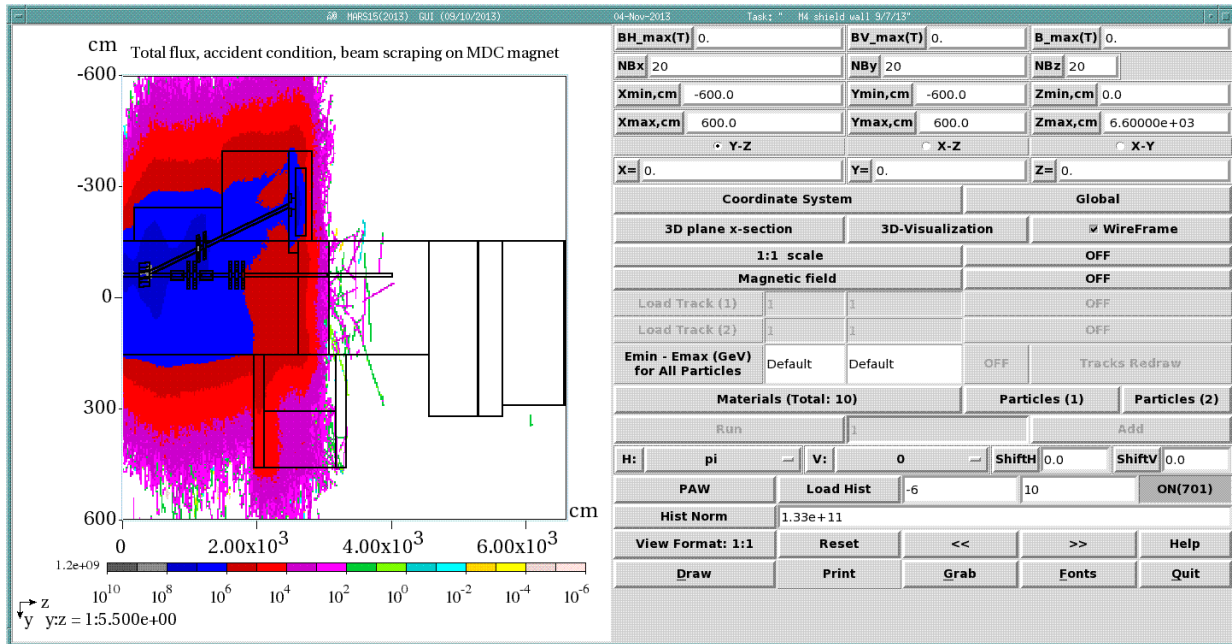 MARS15(2013) GUI (09/10/2013) 04-Nov-2013 Task: " M4 shield wall 9/7/13"
cm Total flux, accident condition, beam scraping on MDC magnet
-600
-300
0
300
600
cm
0 2.00x10³ 4.00x10³ 6.00x10³
1.2e+09
10¹⁰ 10⁸ 10⁶ 10⁴ 10² 10⁰ 10⁻² 10⁻⁴ 10⁻⁶
z
y y:z = 1:5.500e+00
BH_max(T) 0. BV_max(T) 0. B_max(T) 0.
NBx 20 NBy 20 NBz 20
Xmin,cm -600.0 Ymin,cm -600.0 Zmin,cm 0.0
Xmax,cm 600.0 Ymax,cm 600.0 Zmax,cm 6.60000e+03
Y-Z X-Z X-Y
X= 0. Y= 0. Z= 0.
Coordinate System Global
3D plane x-section 3D-Visualization WireFrame
1:1 scale OFF
Magnetic field OFF
Load Track (1) 1 1 OFF
Load Track (2) 1 1 OFF
Emin - Emax (GeV)
for All Particles Default Default OFF Tracks Redraw
Materials (Total: 10) Particles (1) Particles (2)
Run 1 Add
H: pi V: 0 ShiftH 0.0 ShiftV 0.0
PAW Load Hist -6 10 ON(701)
Hist Norm 1.33e+11
View Format: 1:1 Reset << >> Help
Draw Print Grab Fonts Quit